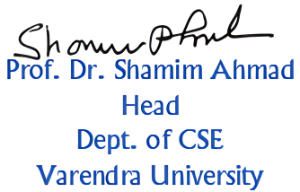 Prof. Dr. Shamim Ahmad
Head
Dept. of CSE
Varendra University